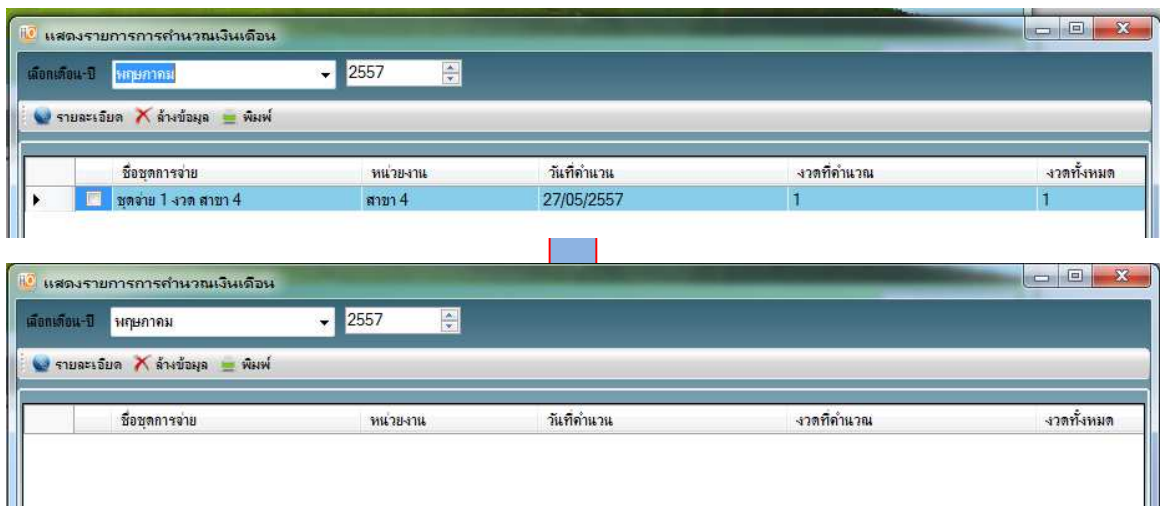 แสดงรายการการคำนวณเงินเดือน
เลือกเดือน-ปี พฤษภาคม 2557
รายละเอียด ล้างข้อมูล พิมพ์
ชื่อชุดการจ่าย หน่วยงาน วันที่คำนวน งวดที่คำนวณ งวดทั้งหมด
ชุดจ่าย 1 งวด สาขา 4 สาขา 4 27/05/2557 1 1
แสดงรายการการคำนวณเงินเดือน
เลือกเดือน-ปี พฤษภาคม 2557
รายละเอียด ล้างข้อมูล พิมพ์
ชื่อชุดการจ่าย หน่วยงาน วันที่คำนวน งวดที่คำนวณ งวดทั้งหมด